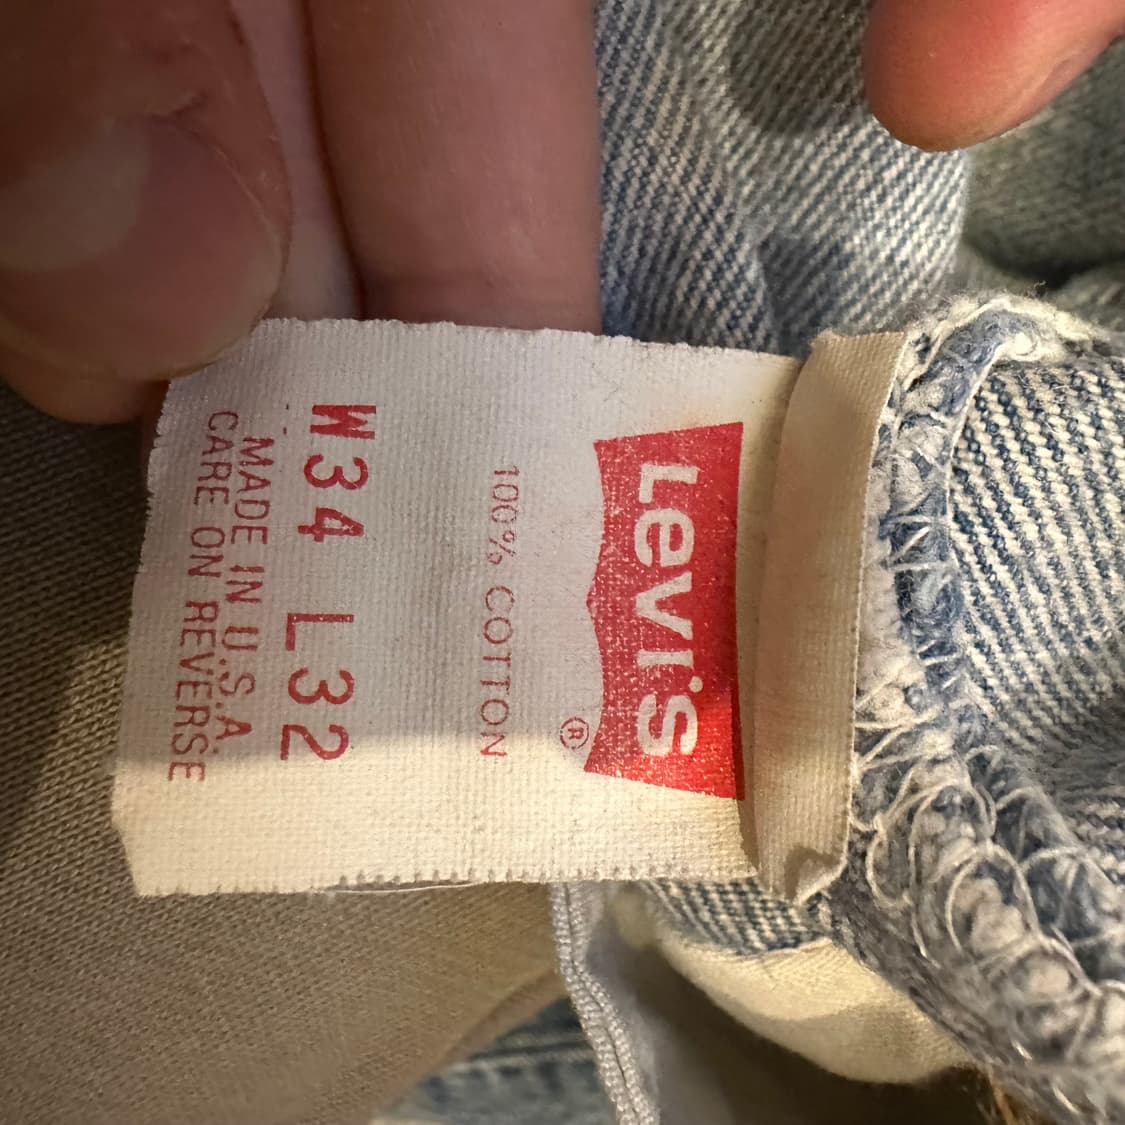 Levi's
®
100% COTTON
W34 L32
MADE IN U.S.A.
CARE ON REVERSE